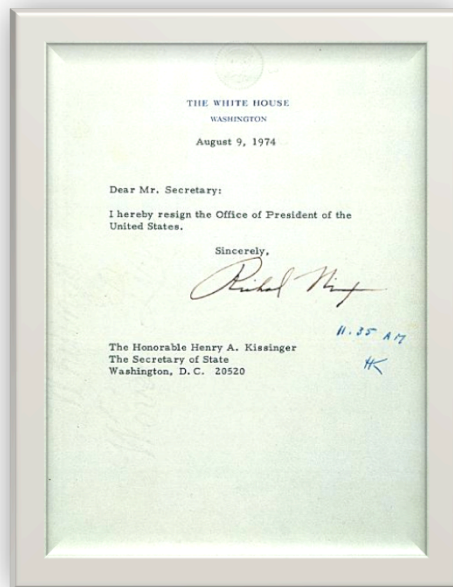 THE WHITE HOUSE
WASHINGTON
August 9, 1974
Dear Mr. Secretary:
I hereby resign the Office of President of the
United States.
Sincerely,
Richard Nix
11.35 AM
HK
The Honorable Henry A. Kissinger
The Secretary of State
Washington, D. C. 20520